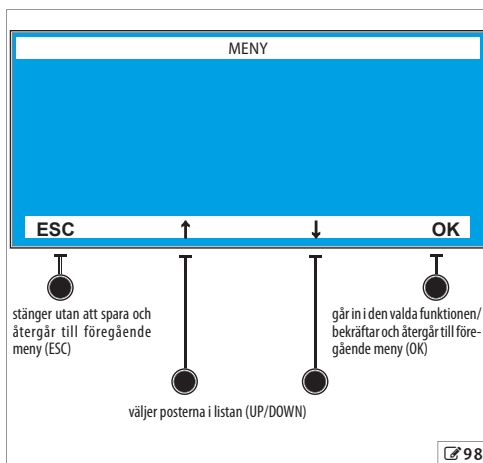 MENY
ESC ↑ ↓ OK
stänger utan att spara och
återgår till föregående
meny (ESC)
går in i den valda funktionen/
bekräftar och återgår till före-
gående meny (OK)
väljer posterna i listan (UP/DOWN)
98